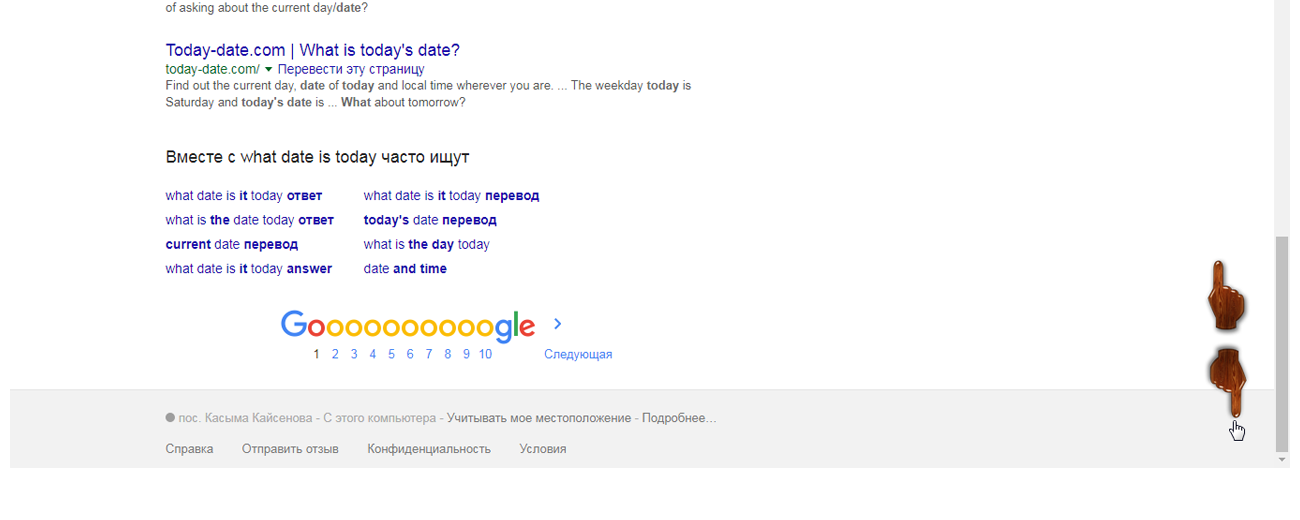 of asking about the current day/date?
Today-date.com | What is today's date?
today-date.com/ Перевести эту страницу
Find out the current day, date of today and local time wherever you are. ... The weekday today is
Saturday and today's date is ... What about tomorrow?
Вместе с what date is today часто ищут
what date is it today ответ
what date is it today перевод
what is the date today ответ
today's date перевод
current date перевод
what is the day today
what date is it today answer
date and time
Goooooooooogle
1 2 3 4 5 6 7 8 9 10 Следующая
пос. Касыма Кайсенова - С этого компьютера - Учитывать мое местоположение - Подробнее…
Справка Отправить отзыв Конфиденциальность Условия